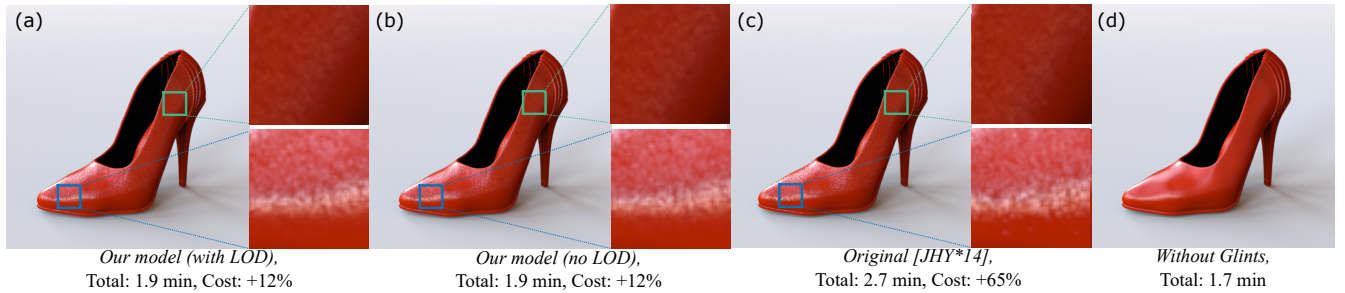 (a)
(b)
(c)
(d)
Our model (with LOD),
Total: 1.9 min, Cost: +12%
Our model (no LOD),
Total: 1.9 min, Cost: +12%
Original [JHY*14],
Total: 2.7 min, Cost: +65%
Without Glints,
Total: 1.7 min